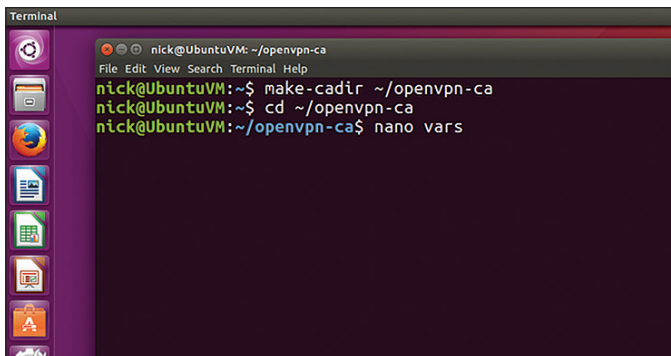 Terminal
nick@UbuntuVM: ~/openvpn-ca
File Edit View Search Terminal Help
nick@UbuntuVM:~$ make-cadir ~/openvpn-ca
nick@UbuntuVM:~$ cd ~/openvpn-ca
nick@UbuntuVM:~/openvpn-ca$ nano vars